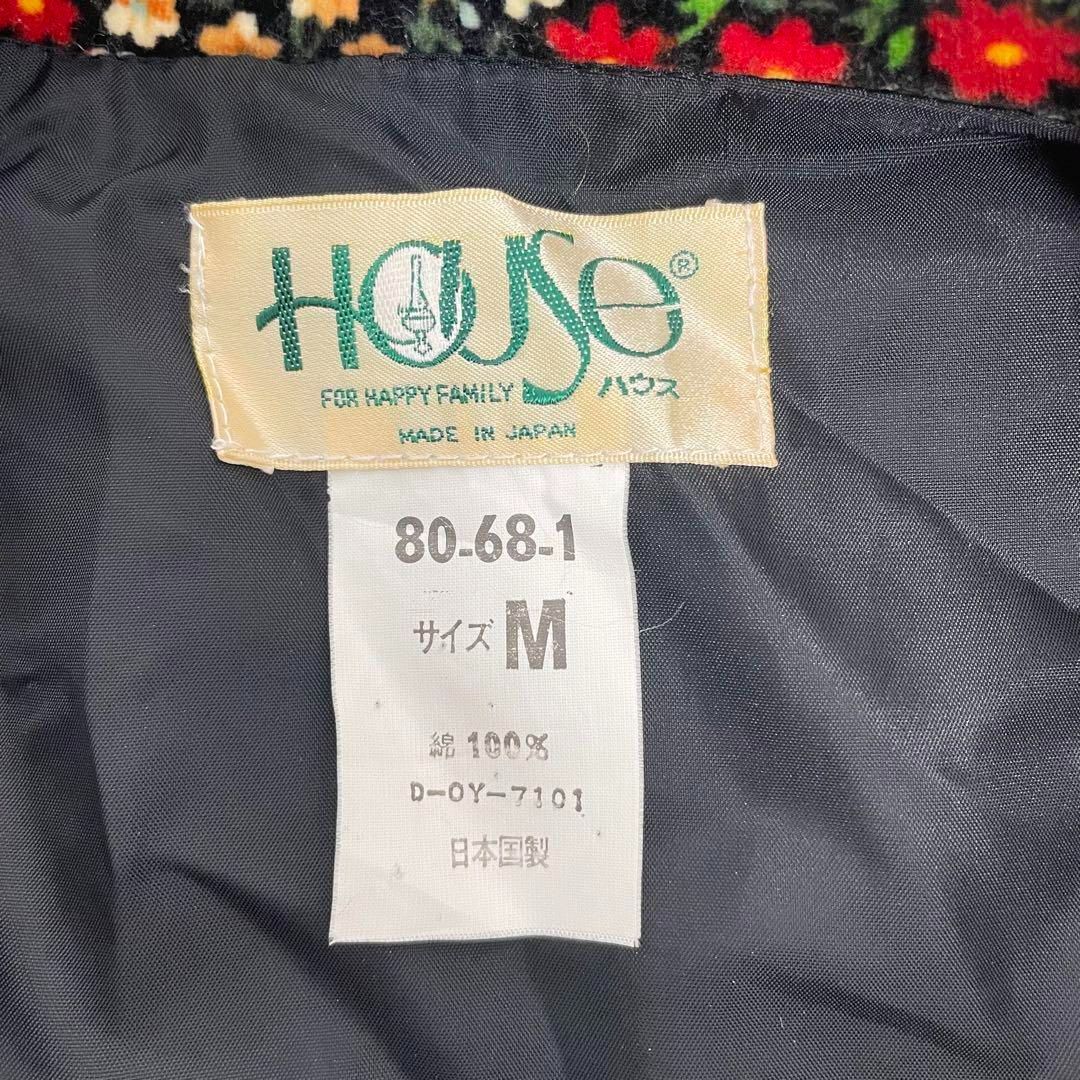 HOUSe®
FOR HAPPY FAMILY ハウス
MADE IN JAPAN
80-68-1
サイズ M
綿 100%
D-OY-7101
日本国製